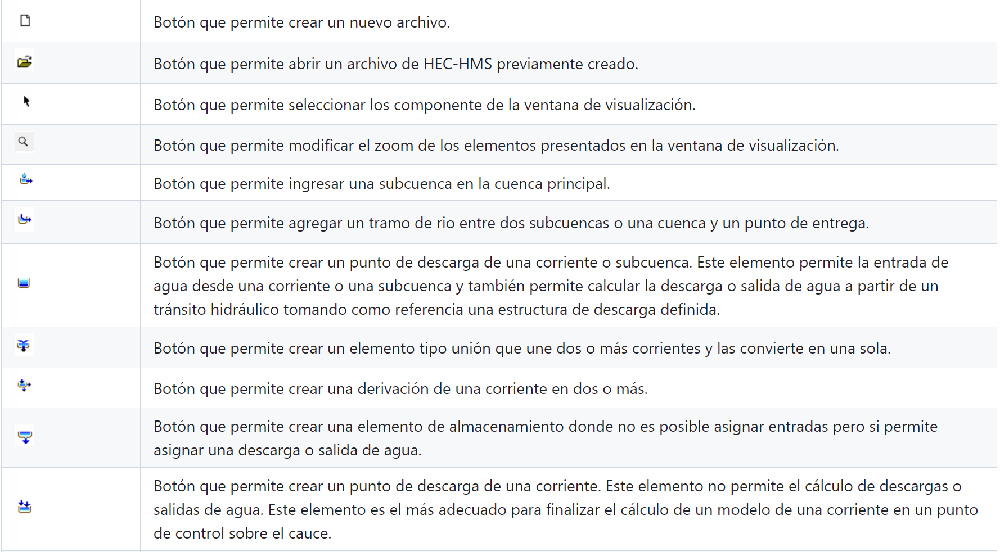 Botón que permite crear un nuevo archivo.
Botón que permite abrir un archivo de HEC-HMS previamente creado.
Botón que permite seleccionar los componente de la ventana de visualización.
Botón que permite modificar el zoom de los elementos presentados en la ventana de visualización.
Botón que permite ingresar una subcuenca en la cuenca principal.
Botón que permite agregar un tramo de rio entre dos subcuencas o una cuenca y un punto de entrega.
Botón que permite crear un punto de descarga de una corriente o subcuenca. Este elemento permite la entrada de
agua desde una corriente o una subcuenca y también permite calcular la descarga o salida de agua a partir de un
tránsito hidráulico tomando como referencia una estructura de descarga definida.
Botón que permite crear un elemento tipo unión que une dos o más corrientes y las convierte en una sola.
Botón que permite crear una derivación de una corriente en dos o más.
Botón que permite crear una elemento de almacenamiento donde no es posible asignar entradas pero si permite
asignar una descarga o salida de agua.
Botón que permite crear un punto de descarga de una corriente. Este elemento no permite el cálculo de descargas o
salidas de agua. Este elemento es el más adecuado para finalizar el cálculo de un modelo de una corriente en un punto
de control sobre el cauce.